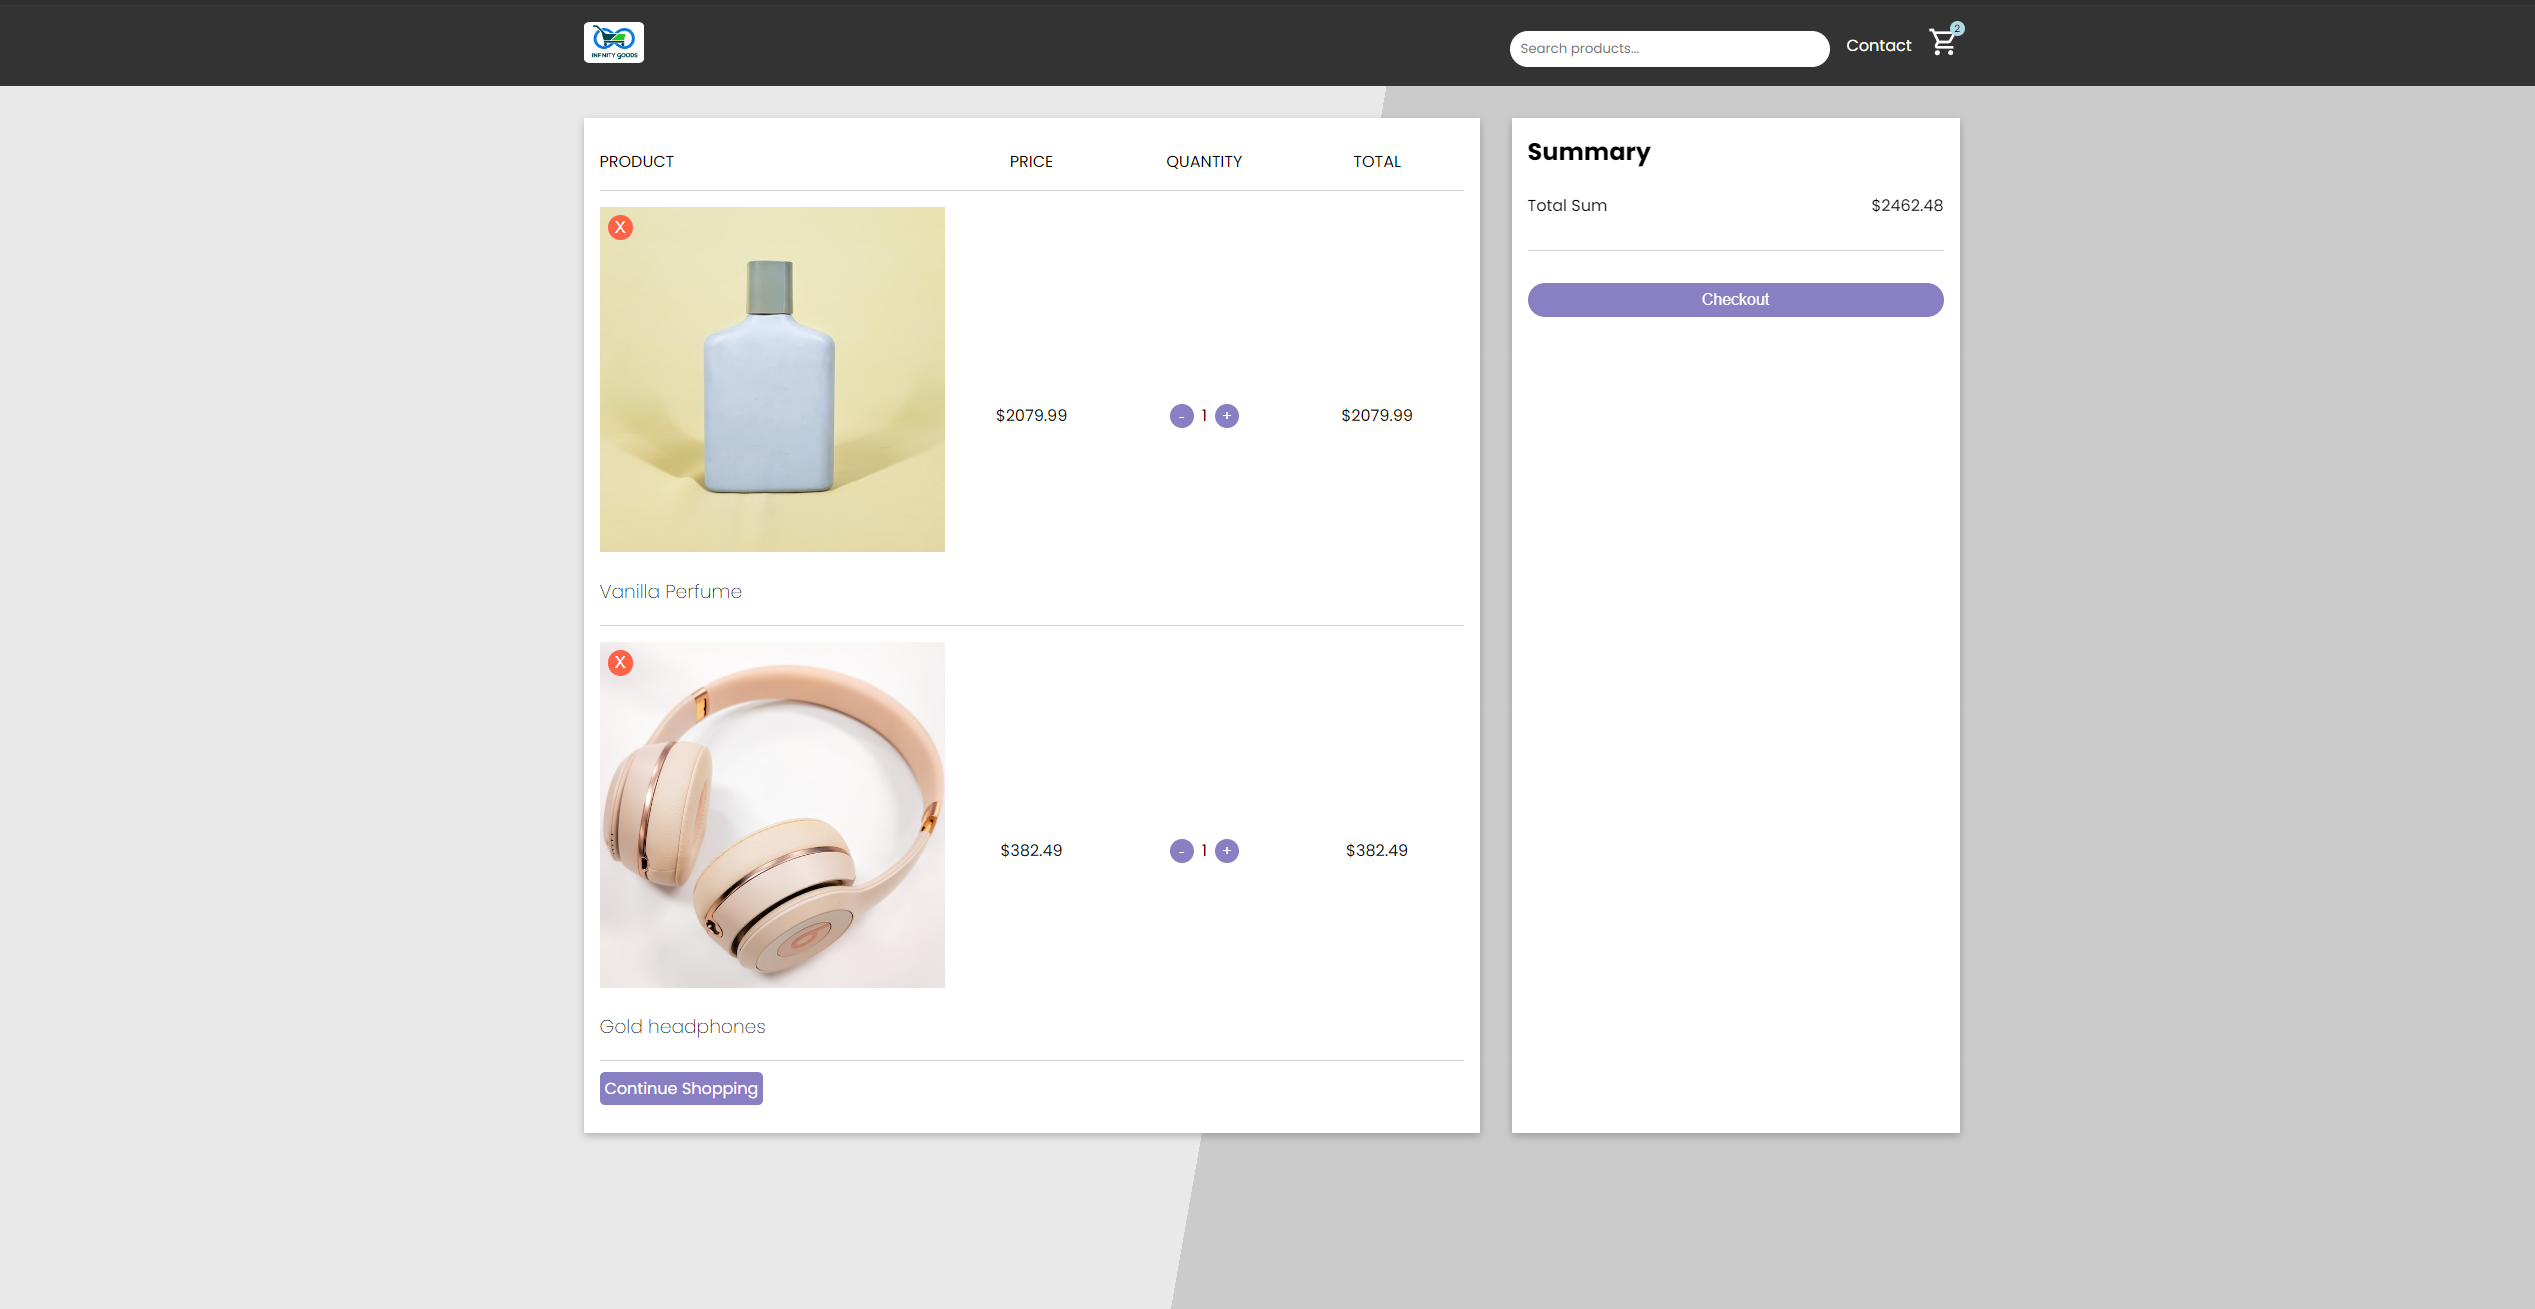 INFINITY GOODS
Search products...
Contact
2
PRODUCT PRICE QUANTITY TOTAL
X
$2079.99 - 1 + $2079.99
Vanilla Perfume
X
$382.49 - 1 + $382.49
Gold headphones
Continue Shopping
Summary
Total Sum $2462.48
Checkout